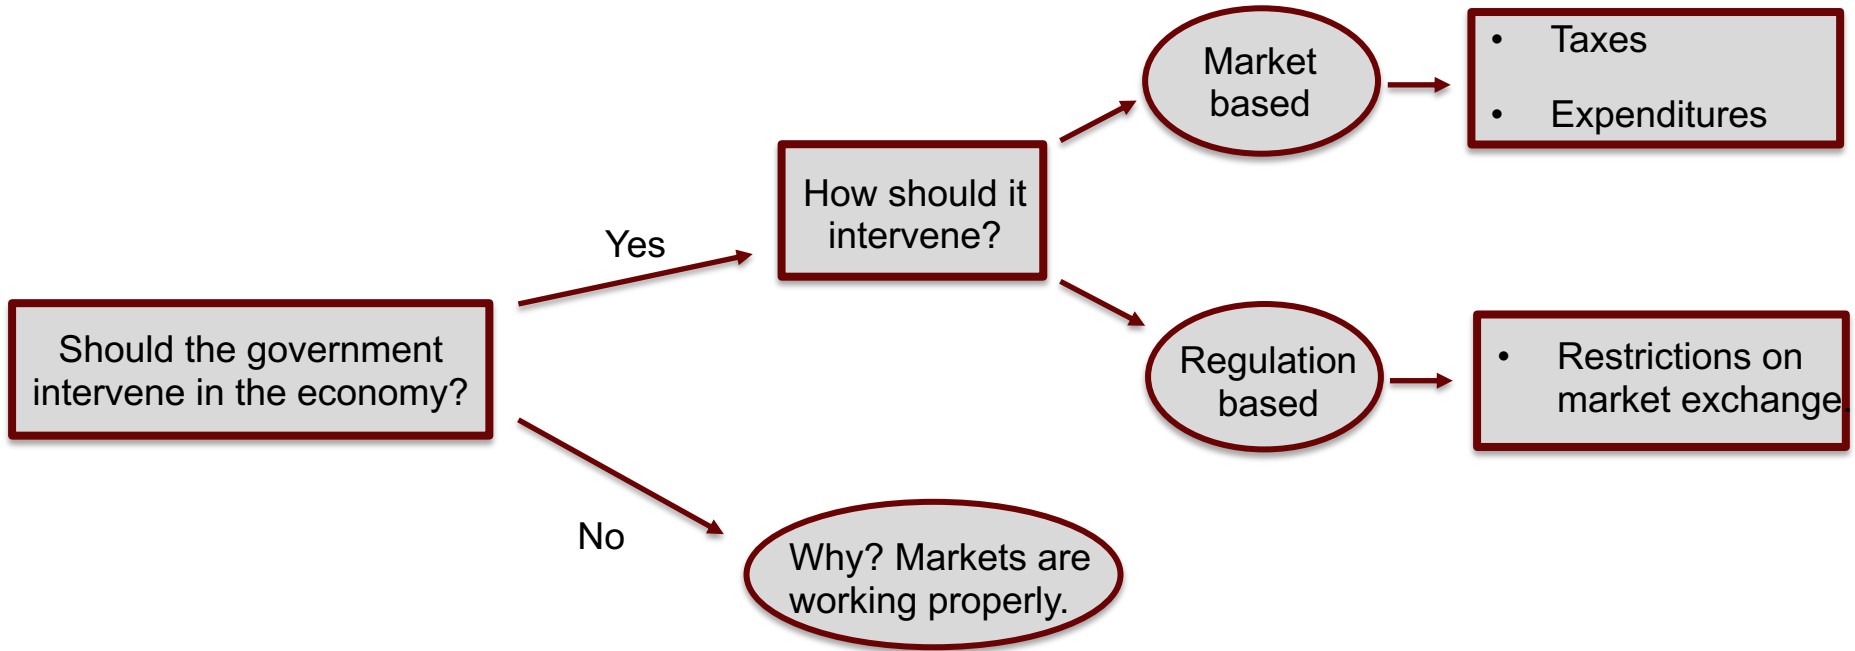 Should the government
intervene in the economy?
Yes
No
How should it
intervene?
Why? Markets are
working properly.
Market
based
• Taxes
• Expenditures
Regulation
based
• Restrictions on
market exchange.